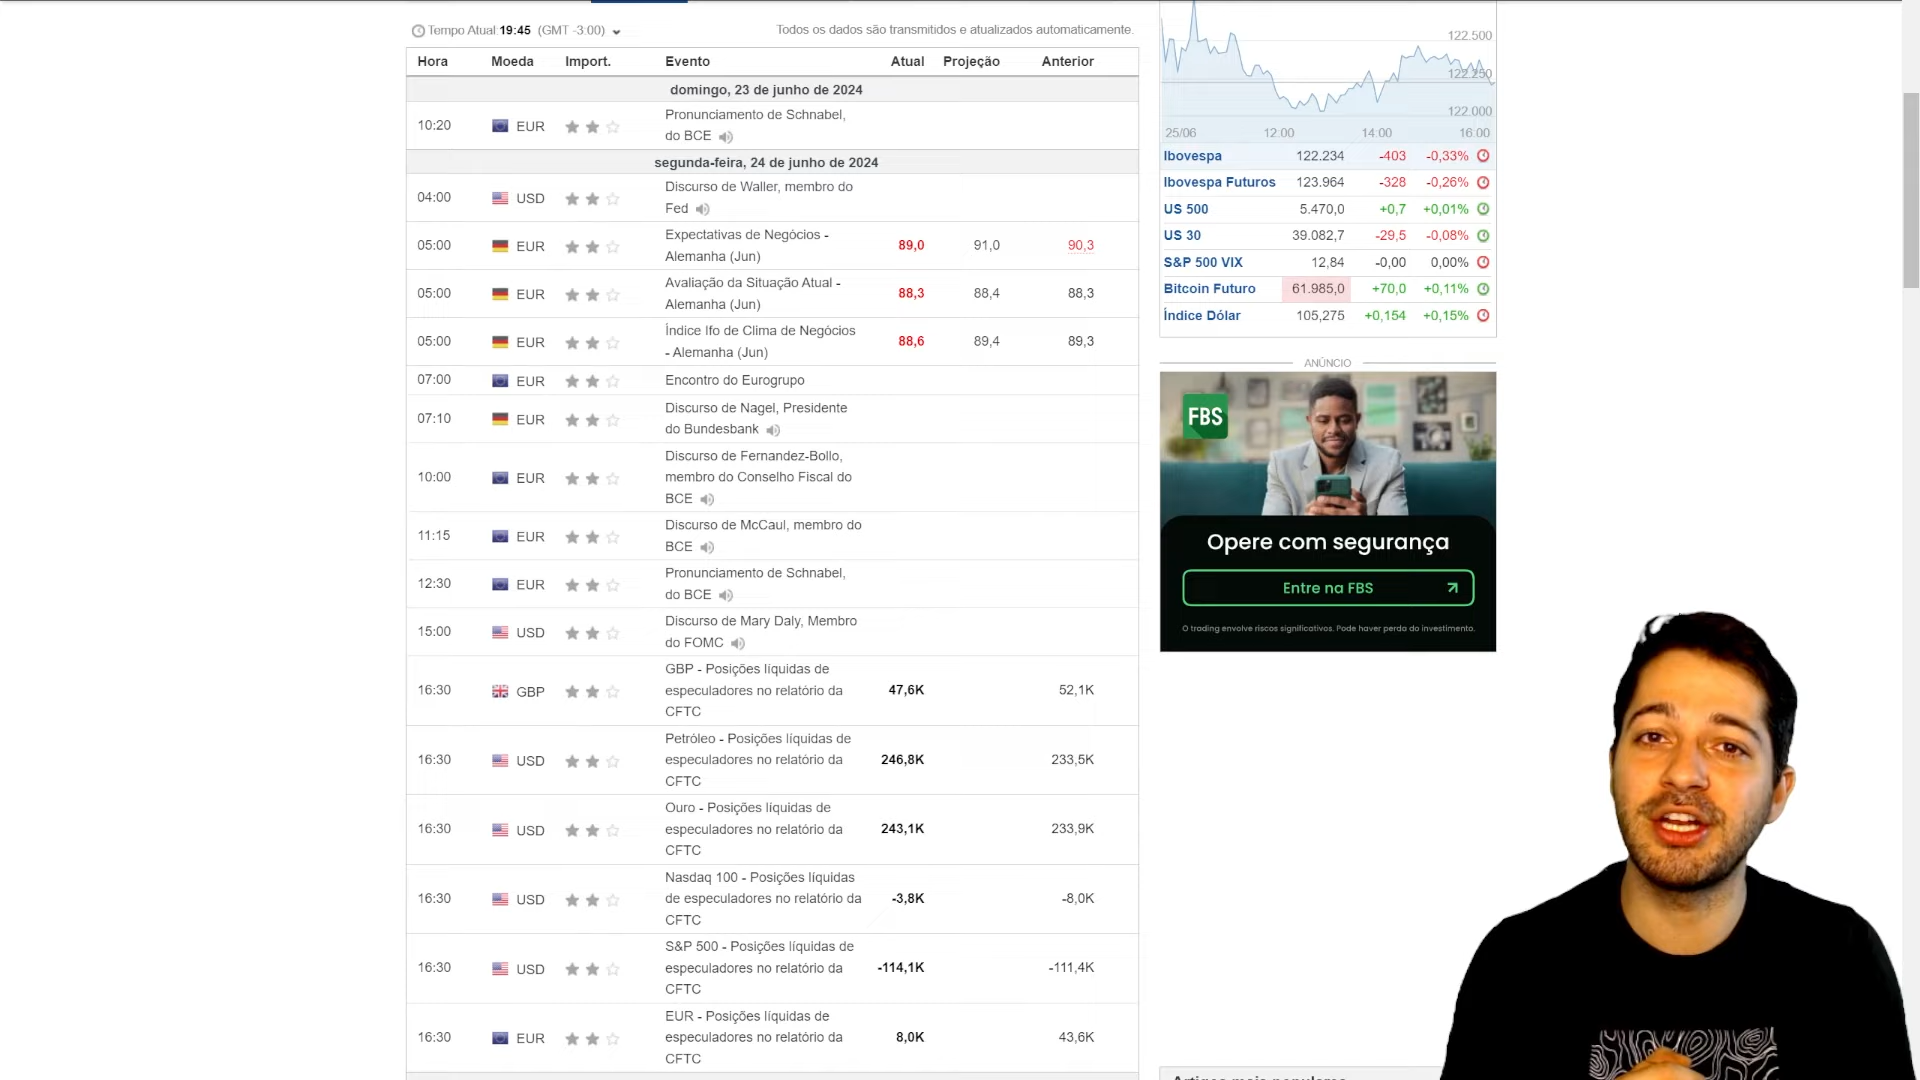 Tempo Atual 19:45 (GMT -3:00)
Todos os dados são transmitidos e atualizados automaticamente.
Hora Moeda Import. Evento Atual Projeção Anterior
domingo, 23 de junho de 2024
10:20 EUR Pronunciamento de Schnabel,
do BCE
segunda-feira, 24 de junho de 2024
04:00 USD Discurso de Waller, membro do
Fed
05:00 EUR Expectativas de Negócios -
Alemanha (Jun) 89,0 91,0 90,3
05:00 EUR Avaliação da Situação Atual -
Alemanha (Jun) 88,3 88,4 88,3
05:00 EUR Índice Ifo de Clima de Negócios
- Alemanha (Jun) 88,6 89,4 89,3
07:00 EUR Encontro do Eurogrupo
07:10 EUR Discurso de Nagel, Presidente
do Bundesbank
10:00 EUR Discurso de Fernandez-Bollo,
membro do Conselho Fiscal do
BCE
11:15 EUR Discurso de McCaul, membro do
BCE
12:30 EUR Pronunciamento de Schnabel,
do BCE
15:00 USD Discurso de Mary Daly, Membro
do FOMC
GBP - Posições líquidas de
16:30 GBP especuladores no relatório da 47,6K 52,1K
CFTC
Petróleo - Posições líquidas de
16:30 USD especuladores no relatório da 246,8K 233,5K
CFTC
Ouro - Posições líquidas de
16:30 USD especuladores no relatório da 243,1K 233,9K
CFTC
Nasdaq 100 - Posições líquidas
16:30 USD de especuladores no relatório da -3,8K -8,0K
CFTC
S&P 500 - Posições líquidas de
16:30 USD especuladores no relatório da -114,1K -111,4K
CFTC
EUR - Posições líquidas de
16:30 EUR especuladores no relatório da 8,0K 43,6K
CFTC
122.500
122.250
122.000
25/06 12:00 14:00 16:00
Ibovespa 122.234 -403 -0,33%
Ibovespa Futuros 123.964 -328 -0,26%
US 500 5.470,0 +0,7 +0,01%
US 30 39.082,7 -29,5 -0,08%
S&P 500 VIX 12,84 -0,00 0,00%
Bitcoin Futuro 61.985,0 +70,0 +0,11%
Índice Dólar 105,275 +0,154 +0,15%
ANÚNCIO
FBS
Opere com segurança
Entre na FBS
O trading envolve riscos significativos. Pode haver perda do investimento.